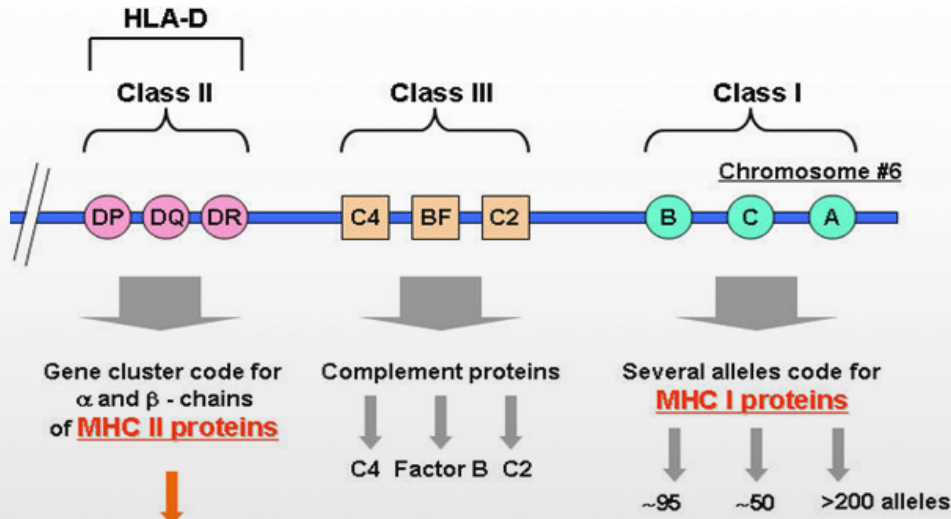 HLA-D
Class II
Class III
Class I
Chromosome #6
DP DQ DR C4 BF C2 B C A
Gene cluster code for
α and β - chains
of MHC II proteins
Complement proteins
C4 Factor B C2
Several alleles code for
MHC I proteins
~95 ~50 >200 alleles